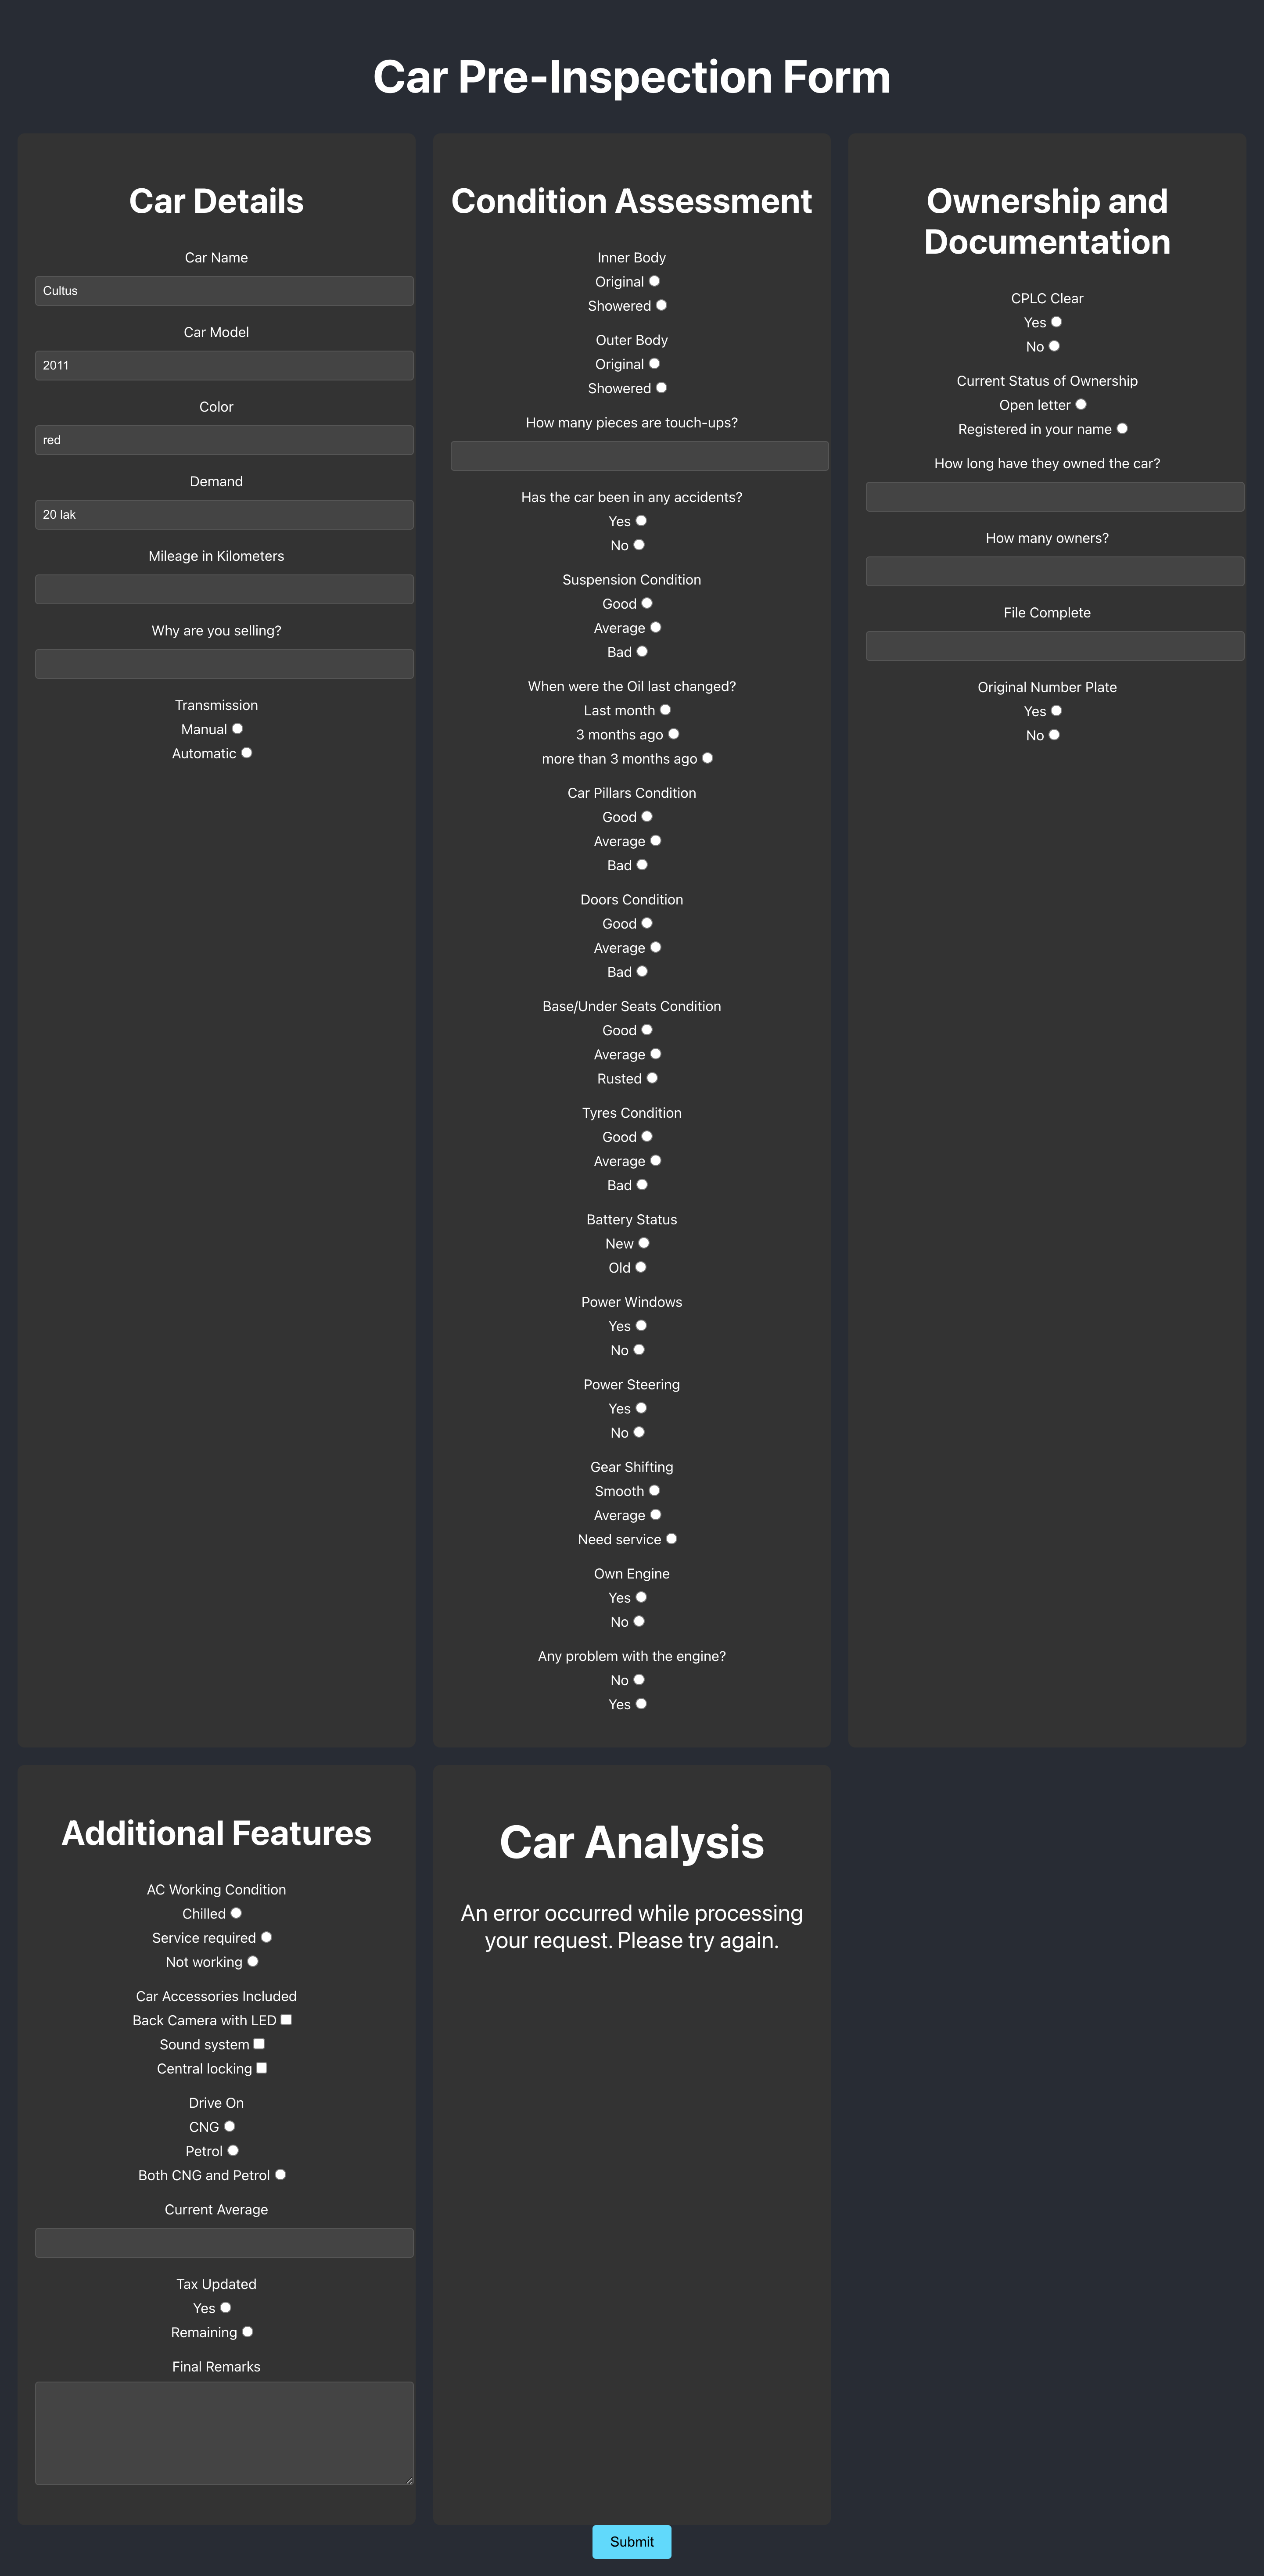 Car Pre-Inspection Form
Car Details
Car Name
Cultus
Car Model
2011
Color
red
Demand
20 lak
Mileage in Kilometers
Why are you selling?
Transmission
Manual
Automatic
Condition Assessment
Inner Body
Original
Showered
Outer Body
Original
Showered
How many pieces are touch-ups?
Has the car been in any accidents?
Yes
No
Suspension Condition
Good
Average
Bad
When were the Oil last changed?
Last month
3 months ago
more than 3 months ago
Car Pillars Condition
Good
Average
Bad
Doors Condition
Good
Average
Bad
Base/Under Seats Condition
Good
Average
Rusted
Tyres Condition
Good
Average
Bad
Battery Status
New
Old
Power Windows
Yes
No
Power Steering
Yes
No
Gear Shifting
Smooth
Average
Need service
Own Engine
Yes
No
Any problem with the engine?
No
Yes
Ownership and
Documentation
CPLC Clear
Yes
No
Current Status of Ownership
Open letter
Registered in your name
How long have they owned the car?
How many owners?
File Complete
Original Number Plate
Yes
No
Additional Features
AC Working Condition
Chilled
Service required
Not working
Car Accessories Included
Back Camera with LED
Sound system
Central locking
Drive On
CNG
Petrol
Both CNG and Petrol
Current Average
Tax Updated
Yes
Remaining
Final Remarks
Car Analysis
An error occurred while processing
your request. Please try again.
Submit